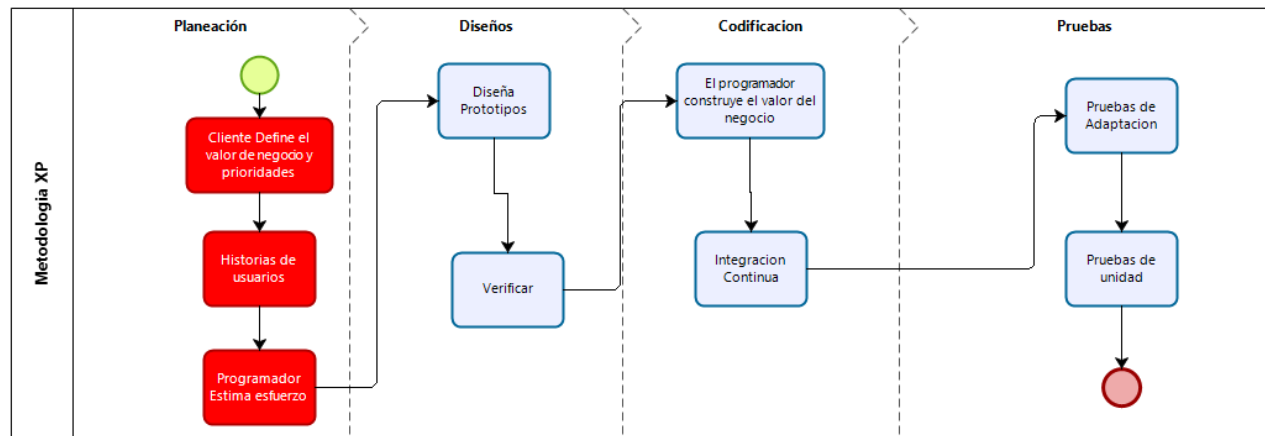 Metodologia XP
Planeación
Diseños
Codificacion
Pruebas
Cliente Define el
valor de negocio y
prioridades
Historias de
usuarios
Programador
Estima esfuerzo
Diseña
Prototipos
Verificar
El programador
construye el valor del
negocio
Integracion
Continua
Pruebas de
Adaptacion
Pruebas de
unidad